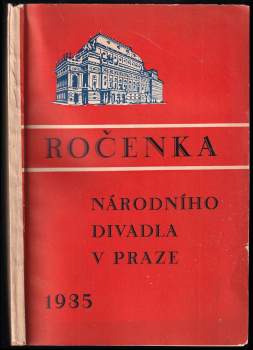 ROČENKA
NÁRODNÍHO
DIVADLA
V PRAZE
1935